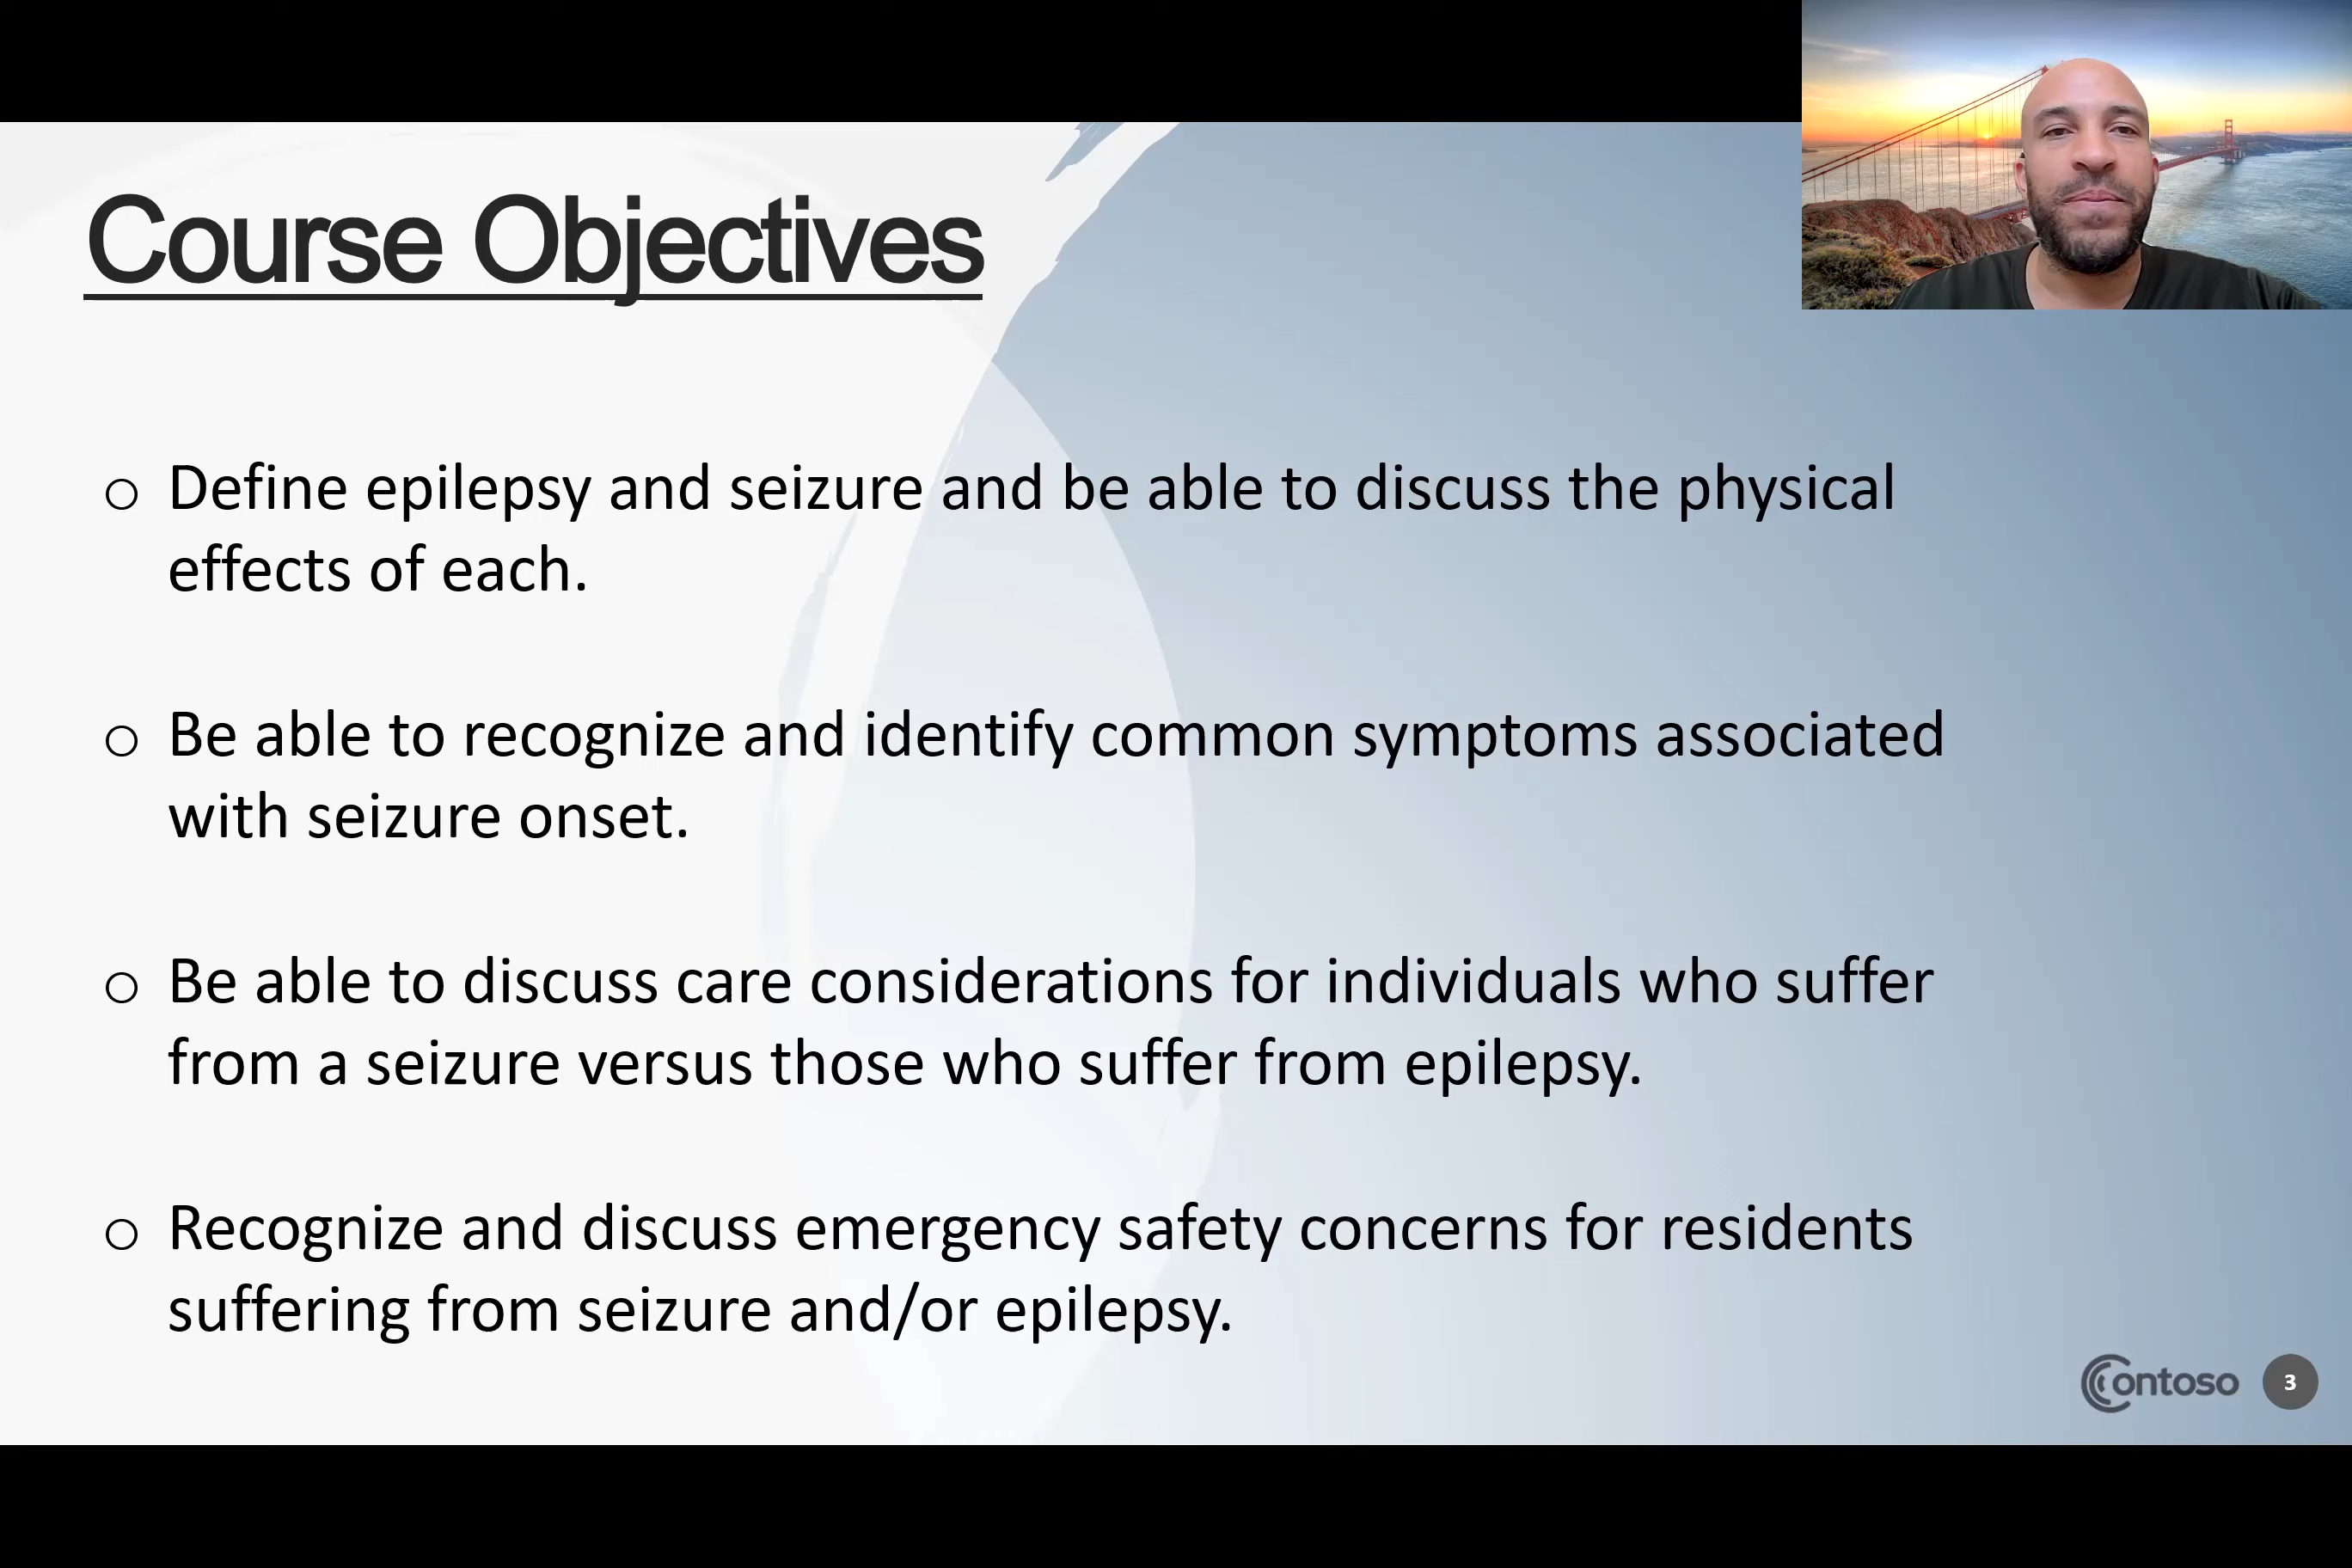 Course Objectives
o Define epilepsy and seizure and be able to discuss the physical
effects of each.
o Be able to recognize and identify common symptoms associated
with seizure onset.
o Be able to discuss care considerations for individuals who suffer
from a seizure versus those who suffer from epilepsy.
o Recognize and discuss emergency safety concerns for residents
suffering from seizure and/or epilepsy.
Contoso 3